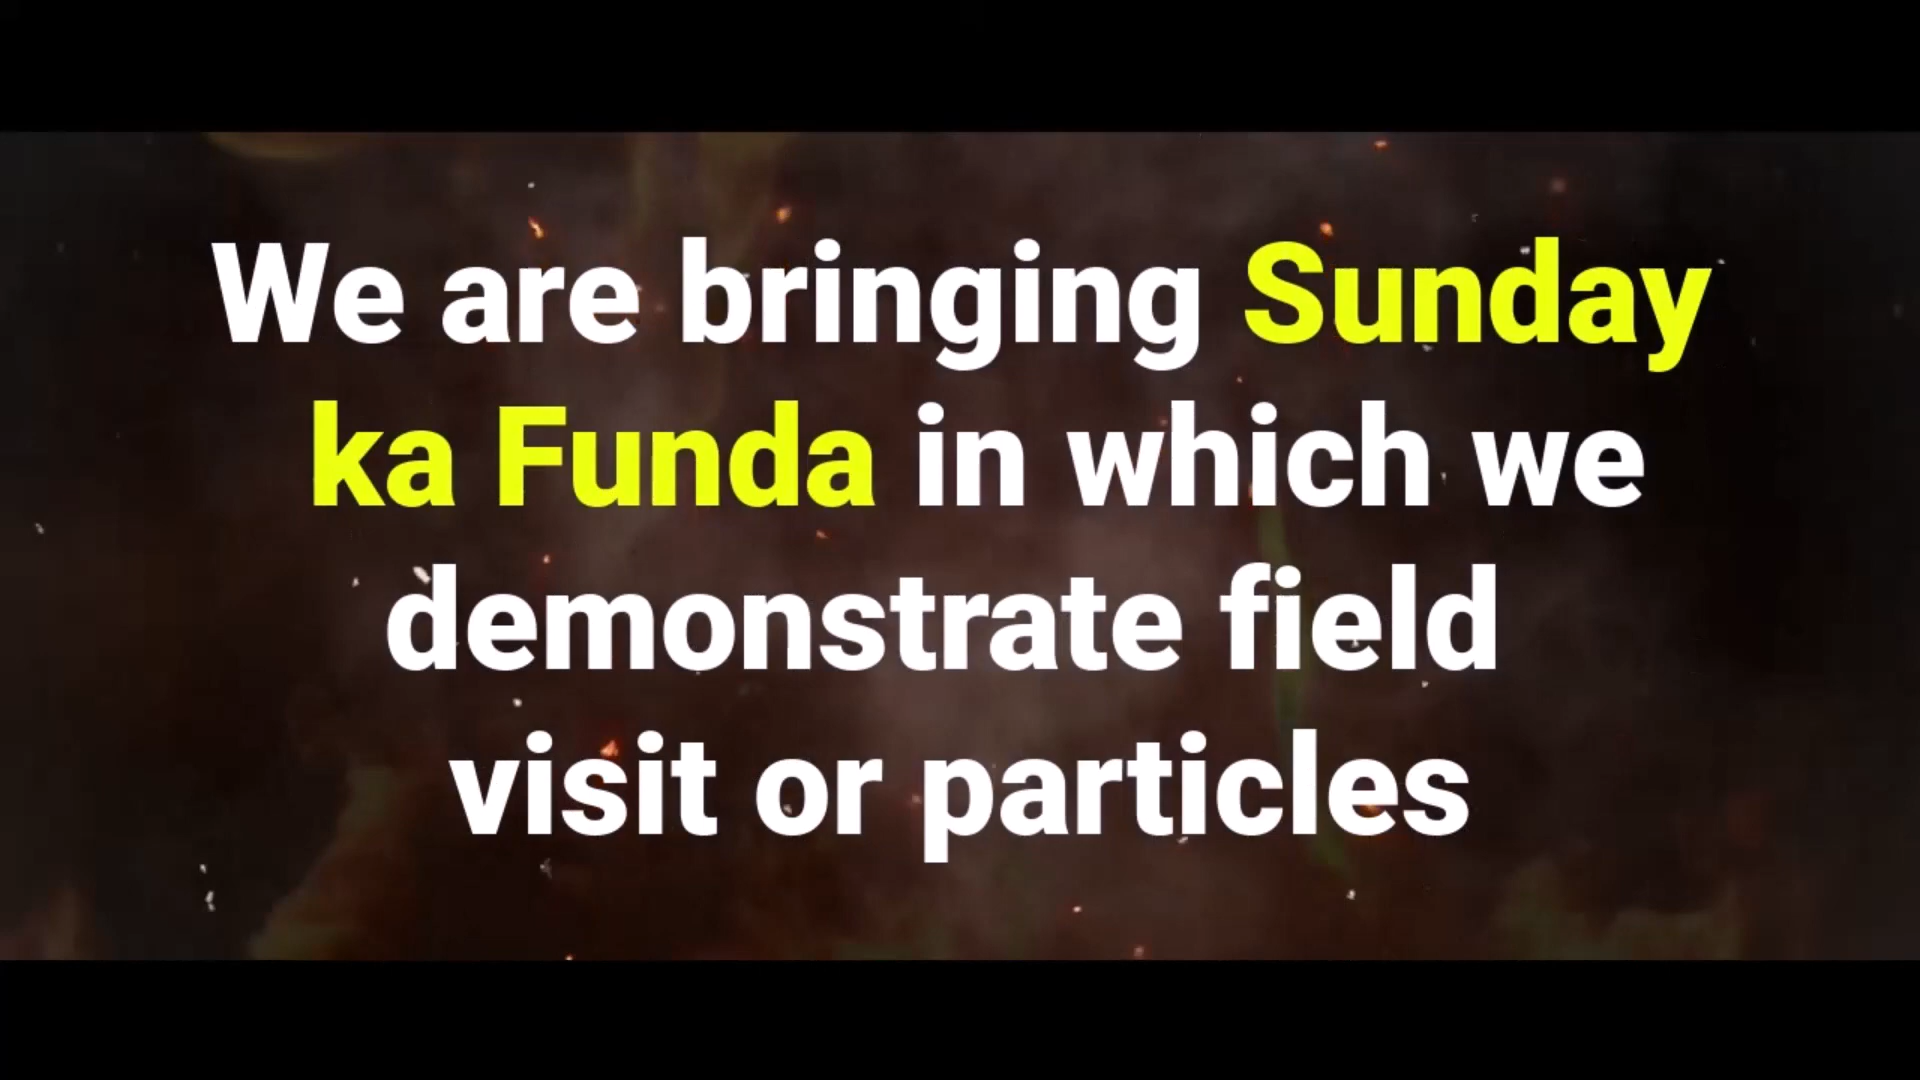 We are bringing Sunday
ka Funda in which we
demonstrate field
visit or particles